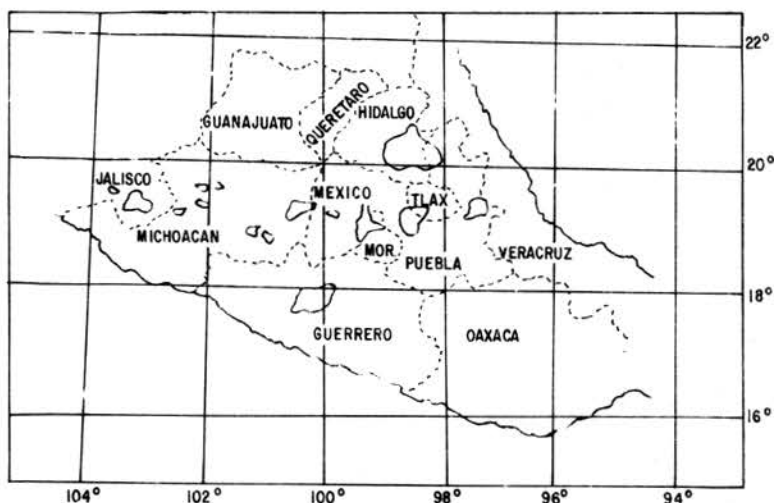 22°
GUANAJUATO
QUERETARO
HIDALGO
20°
JALISCO
MEXICO
TLAX
MICHOACAN
MOR
PUEBLA
VERACRUZ
18°
GUERRERO
OAXACA
16°
104° 102° 100° 98° 96° 94°